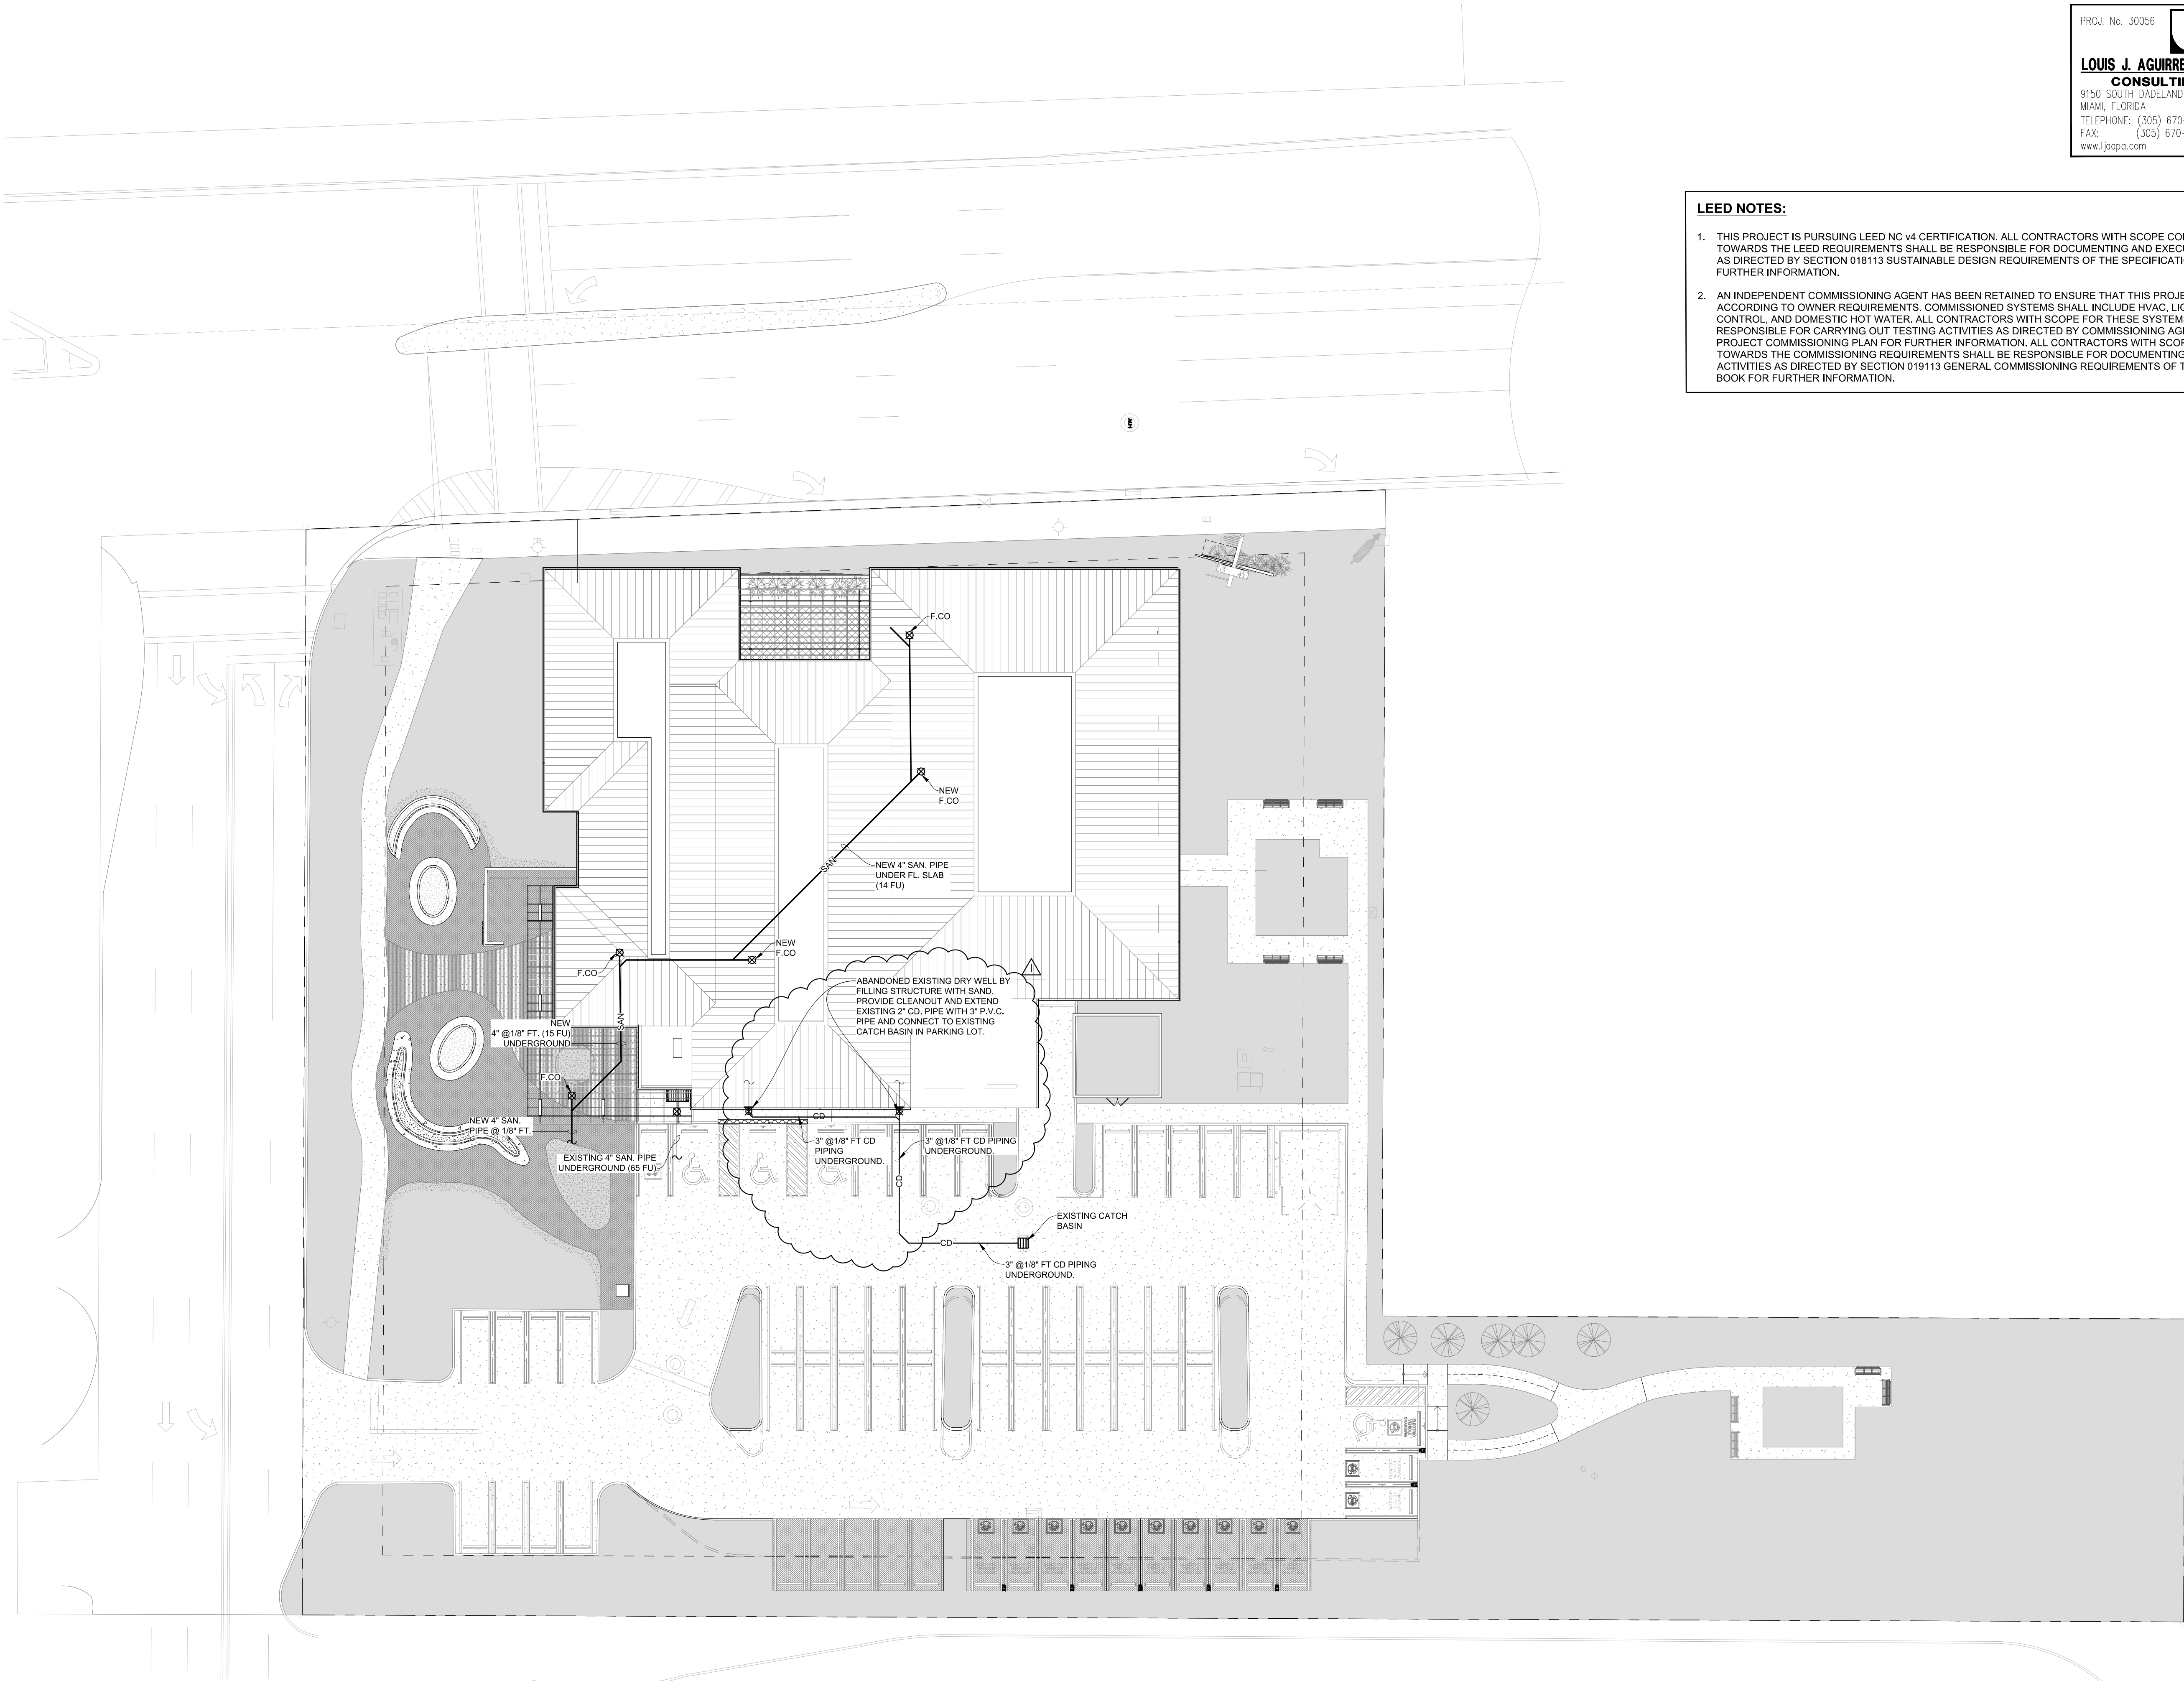 PROJ. No. 30056
LOUIS J. AGUIRRE
CONSULTI
9150 SOUTH DADELAND
MIAMI, FLORIDA
TELEPHONE: (305) 670-
FAX: (305) 670-
www.ljaapa.com
LEED NOTES:
1. THIS PROJECT IS PURSUING LEED NC v4 CERTIFICATION. ALL CONTRACTORS WITH SCOPE
TOWARDS THE LEED REQUIREMENTS SHALL BE RESPONSIBLE FOR DOCUMENTING AND
AS DIRECTED BY SECTION 018113 SUSTAINABLE DESIGN REQUIREMENTS OF THE
FURTHER INFORMATION.
2. AN INDEPENDENT COMMISSIONING AGENT HAS BEEN RETAINED TO ENSURE THAT THIS
ACCORDING TO OWNER REQUIREMENTS. COMMISSIONED SYSTEMS SHALL INCLUDE HVAC,
CONTROL, AND DOMESTIC HOT WATER. ALL CONTRACTORS WITH SCOPE FOR THESE
RESPONSIBLE FOR CARRYING OUT TESTING ACTIVITIES AS DIRECTED BY COMMISSIONING
PROJECT COMMISSIONING PLAN FOR FURTHER INFORMATION. ALL CONTRACTORS WITH
TOWARDS THE COMMISSIONING REQUIREMENTS SHALL BE RESPONSIBLE FOR DOCUMENTING
ACTIVITIES AS DIRECTED BY SECTION 019113 GENERAL COMMISSIONING REQUIREMENTS OF
BOOK FOR FURTHER INFORMATION.
MH
F.CO
NEW
F.CO
SAN
NEW 4" SAN. PIPE
UNDER FL. SLAB
(14 FU)
NEW
F.CO
F.CO
1
ABANDONED EXISTING DRY WELL BY
FILLING STRUCTURE WITH SAND,
PROVIDE CLEANOUT AND EXTEND
EXISTING 2" CD. PIPE WITH 3" P.V.C.
PIPE AND CONNECT TO EXISTING
CATCH BASIN IN PARKING LOT.
SAN
NEW
4" @1/8" FT. (15 FU)
UNDERGROUND
F.CO
NEW 4" SAN.
PIPE @ 1/8" FT.
EXISTING 4" SAN. PIPE
UNDERGROUND (65 FU)
CD
3" @1/8" FT CD
PIPING
UNDERGROUND.
3" @1/8" FT CD PIPING
UNDERGROUND.
CD
EXISTING CATCH
BASIN
CD
3" @1/8" FT CD PIPING
UNDERGROUND.